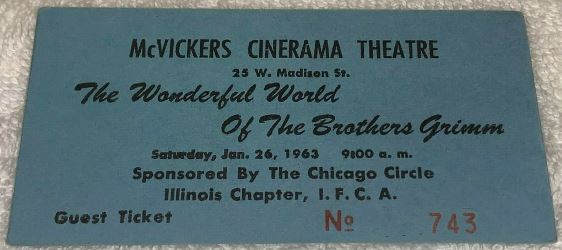 McVICKERS CINERAMA THEATRE
25 W. Madison St.
The Wonderful World
Of The Brothers Grimm
Saturday, Jan. 26, 1963 9:00 a. m.
Sponsored By The Chicago Circle
Illinois Chapter, I. F. C. A.
Guest Ticket No 743